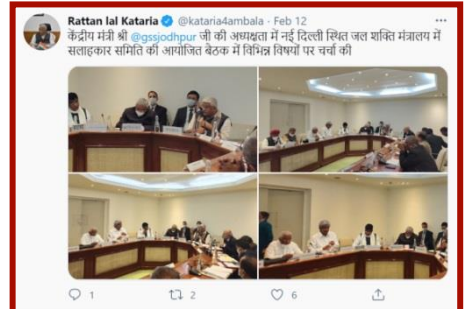 Rattan lal Kataria @kataria4ambala · Feb 12
केंद्रीय मंत्री श्री @gssjodhpur जी की अध्यक्षता में नई दिल्ली स्थित जल शक्ति मंत्रालय में
सलाहकार समिति की आयोजित बैठक में विभिन्न विषयों पर चर्चा की
1 2 6